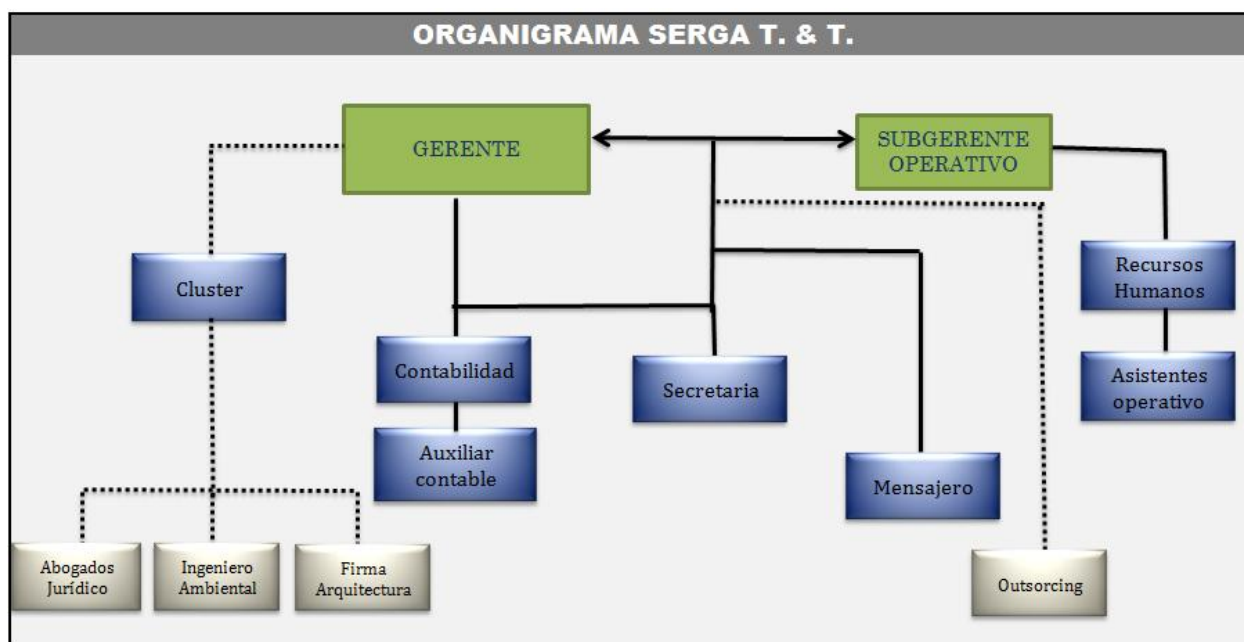 ORGANIGRAMA SERGA T. & T.
GERENTE
SUBGERENTE
OPERATIVO
Cluster
Recursos
Humanos
Contabilidad
Secretaria
Asistentes
operativo
Auxiliar
contable
Mensajero
Abogados
Jurídico
Ingeniero
Ambiental
Firma
Arquitectura
Outsorcing